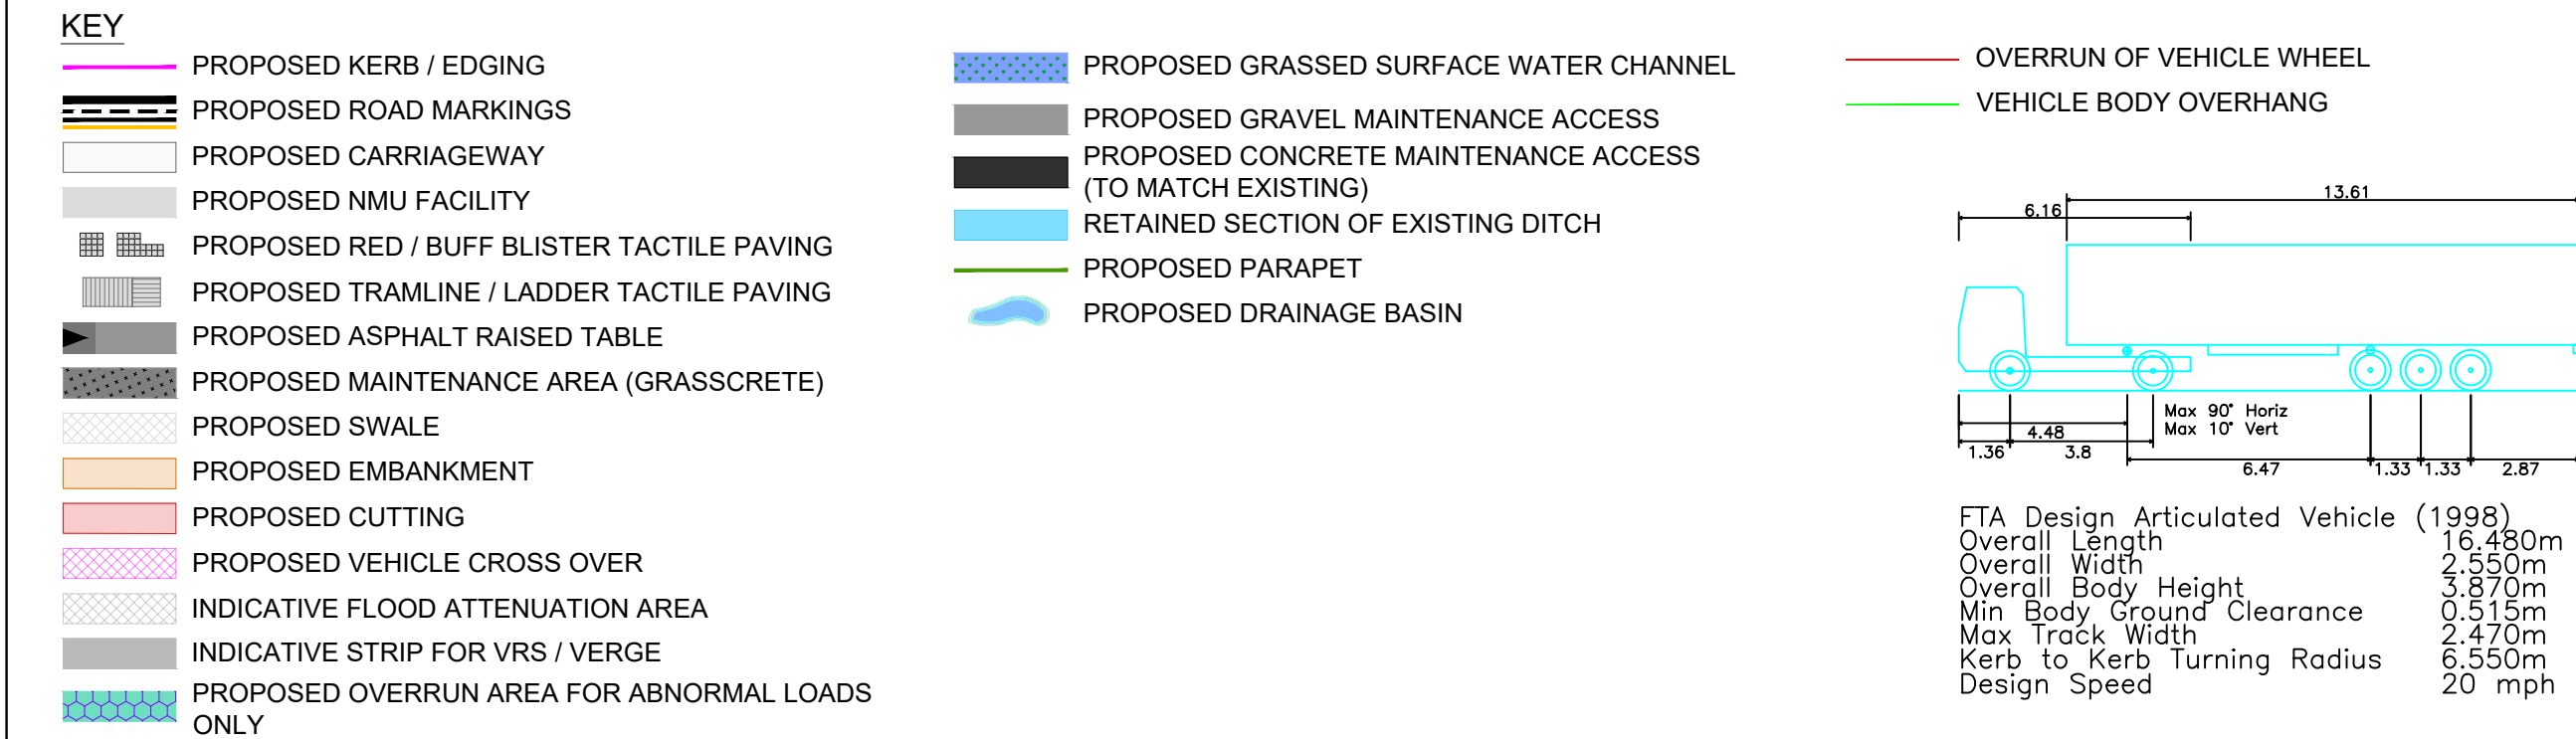 KEY
PROPOSED KERB / EDGING
PROPOSED ROAD MARKINGS
PROPOSED CARRIAGEWAY
PROPOSED NMU FACILITY
PROPOSED RED / BUFF BLISTER TACTILE PAVING
PROPOSED TRAMLINE / LADDER TACTILE PAVING
PROPOSED ASPHALT RAISED TABLE
PROPOSED MAINTENANCE AREA (GRASSCRETE)
PROPOSED SWALE
PROPOSED EMBANKMENT
PROPOSED CUTTING
PROPOSED VEHICLE CROSS OVER
INDICATIVE FLOOD ATTENUATION AREA
INDICATIVE STRIP FOR VRS / VERGE
PROPOSED OVERRUN AREA FOR ABNORMAL LOADS
ONLY
PROPOSED GRASSED SURFACE WATER CHANNEL
PROPOSED GRAVEL MAINTENANCE ACCESS
PROPOSED CONCRETE MAINTENANCE ACCESS
(TO MATCH EXISTING)
RETAINED SECTION OF EXISTING DITCH
PROPOSED PARAPET
PROPOSED DRAINAGE BASIN
OVERRUN OF VEHICLE WHEEL
VEHICLE BODY OVERHANG
13.61
6.16
Max 90° Horiz
Max 10° Vert
4.48
1.36 3.8
6.47 1.33 1.33 2.87
FTA Design Articulated Vehicle (1998)
Overall Length 16.480m
Overall Width 2.550m
Overall Body Height 3.870m
Min Body Ground Clearance 0.515m
Max Track Width 2.470m
Kerb to Kerb Turning Radius 6.550m
Design Speed 20 mph